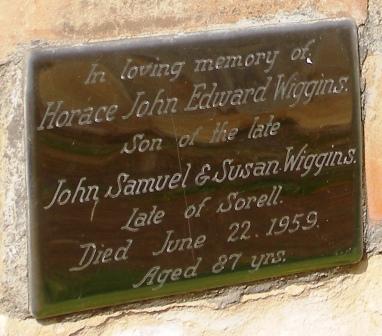 In loving memory of
Horace John Edward Wiggins.
Son of the late
John Samuel & Susan Wiggins.
Late of Sorell.
Died June 22. 1959.
Aged 87 yrs.